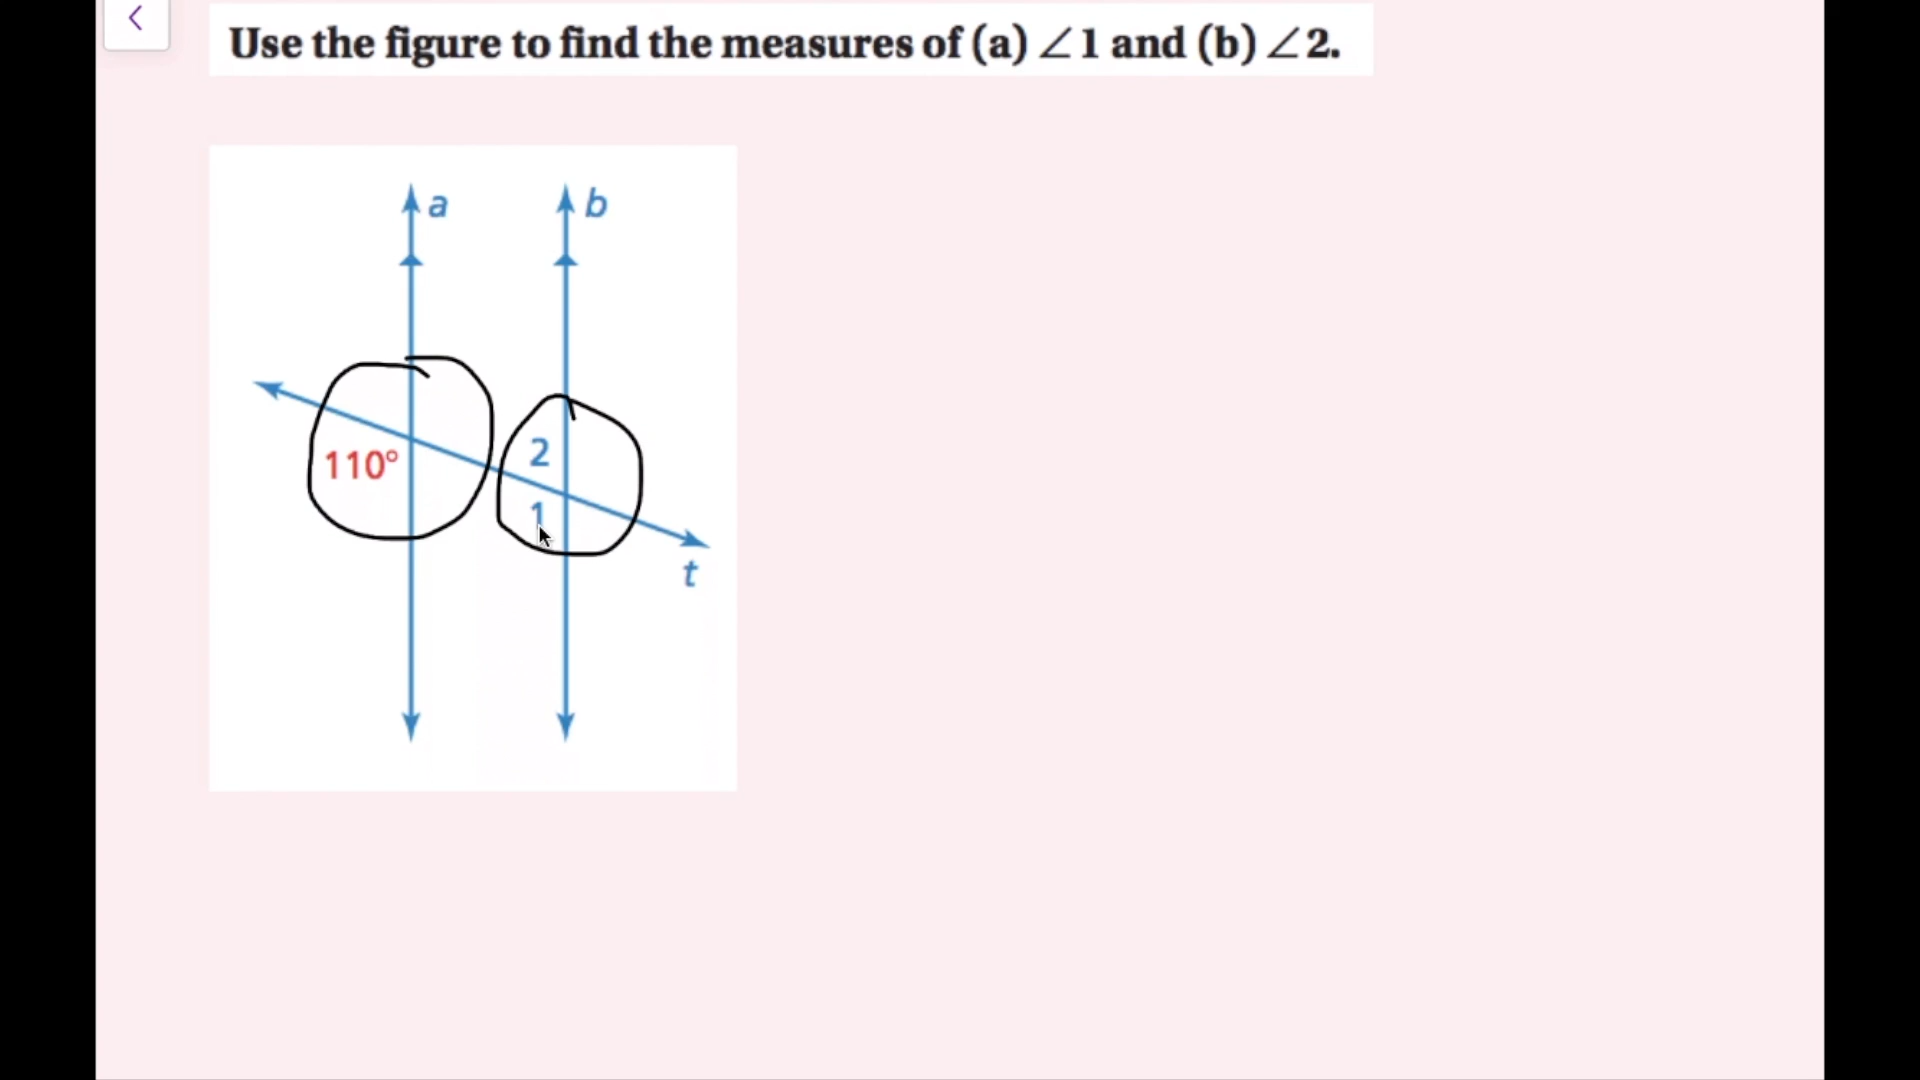 Use the figure to find the measures of (a) ∠1 and (b) ∠2.
a
b
110°
2
1
t